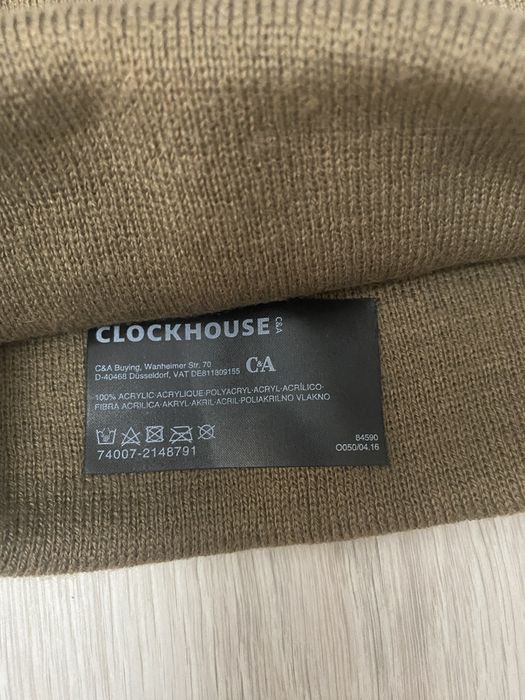 CLOCKHOUSE C&A
C&A Buying, Wanheimer Str. 70
D-40468 Düsseldorf, VAT DE811809155 C&A
100% ACRYLIC·ACRYLIQUE·POLYACRYL·ACRYL·ACRÍLICO·
FIBRA ACRILICA·AKRYL·AKRIL·ACRIL·POLIAKRILNO VLAKNO
74007-2148791
84590
O050/04.16